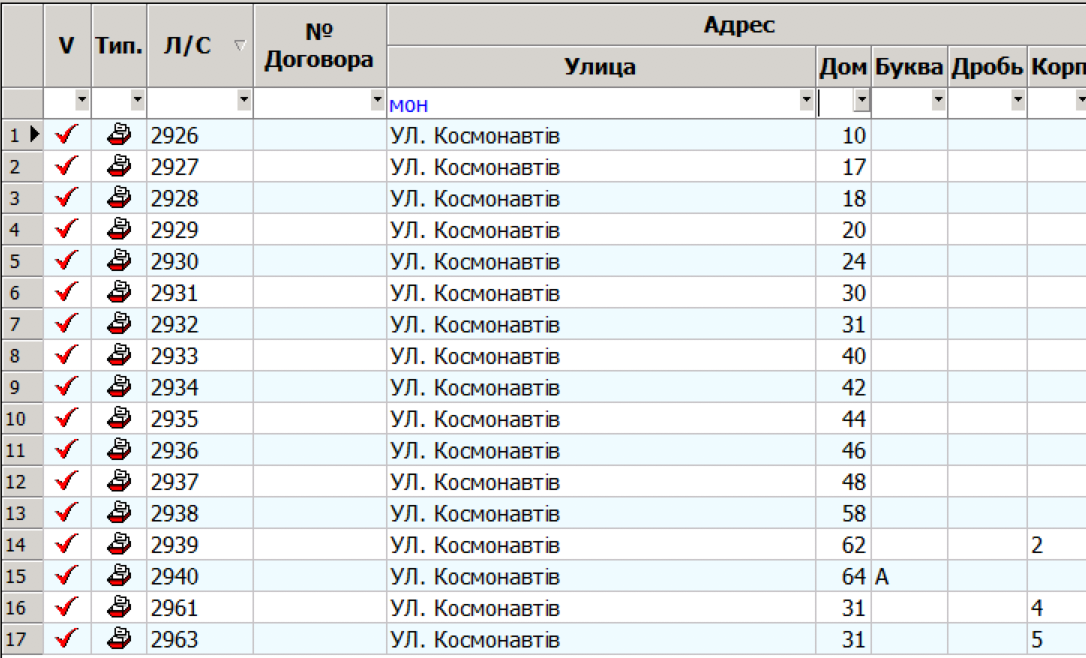 V Тип. Л/С № Договора Адрес
Улица Дом Буква Дробь Корп
мон
1 2926 УЛ. Космонавтів 10
2 2927 УЛ. Космонавтів 17
3 2928 УЛ. Космонавтів 18
4 2929 УЛ. Космонавтів 20
5 2930 УЛ. Космонавтів 24
6 2931 УЛ. Космонавтів 30
7 2932 УЛ. Космонавтів 31
8 2933 УЛ. Космонавтів 40
9 2934 УЛ. Космонавтів 42
10 2935 УЛ. Космонавтів 44
11 2936 УЛ. Космонавтів 46
12 2937 УЛ. Космонавтів 48
13 2938 УЛ. Космонавтів 58
14 2939 УЛ. Космонавтів 62 2
15 2940 УЛ. Космонавтів 64 А
16 2961 УЛ. Космонавтів 31 4
17 2963 УЛ. Космонавтів 31 5